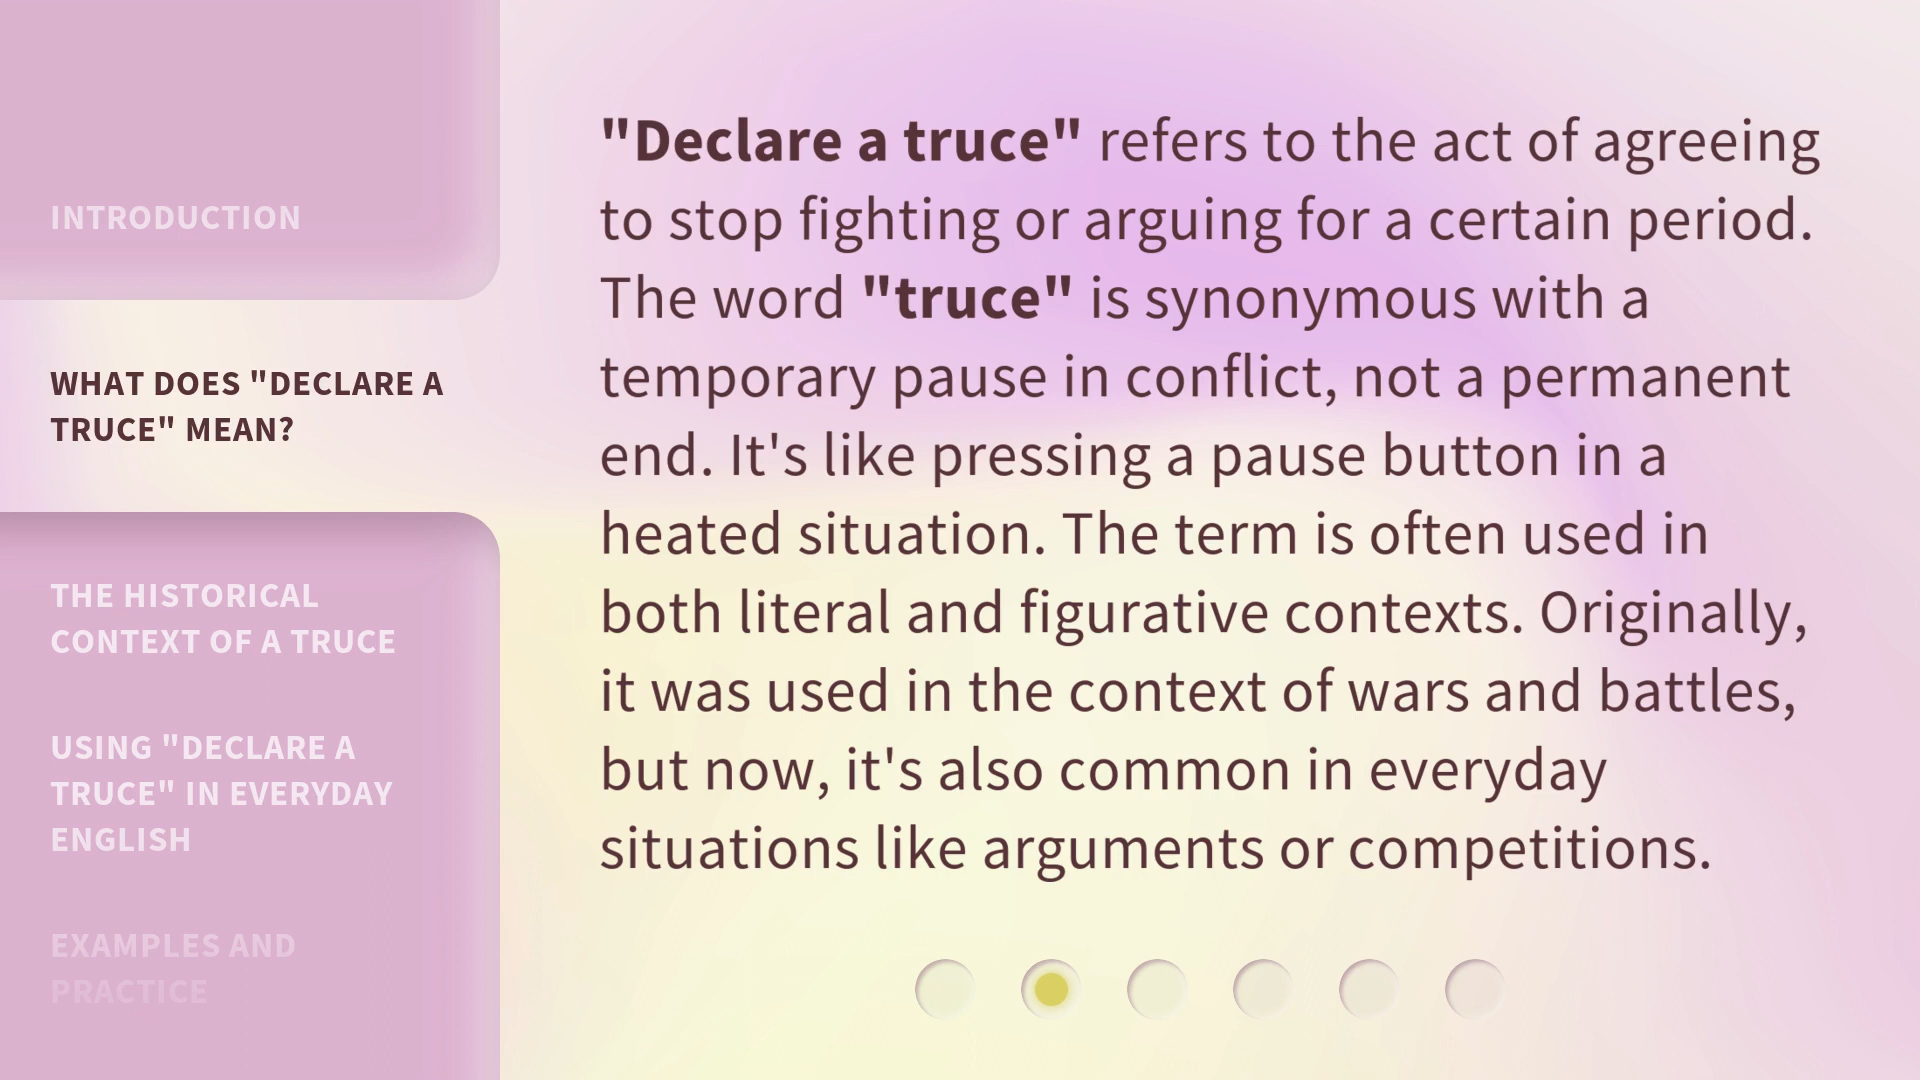 INTRODUCTION
WHAT DOES "DECLARE A
TRUCE" MEAN?
THE HISTORICAL
CONTEXT OF A TRUCE
USING "DECLARE A
TRUCE" IN EVERYDAY
ENGLISH
EXAMPLES AND
PRACTICE
"Declare a truce" refers to the act of agreeing
to stop fighting or arguing for a certain period.
The word "truce" is synonymous with a
temporary pause in conflict, not a permanent
end. It's like pressing a pause button in a
heated situation. The term is often used in
both literal and figurative contexts. Originally,
it was used in the context of wars and battles,
but now, it's also common in everyday
situations like arguments or competitions.